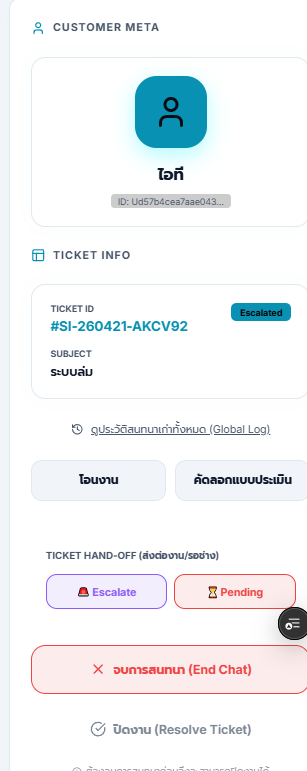 CUSTOMER META
ไอที
ID: Ud57b4cea7aae043...
TICKET INFO
TICKET ID
Escalated
#SI-260421-AKCV92
SUBJECT
ระบบล่ม
ดูประวัติสนทนาเก่าทั้งหมด (Global Log)
โอนงาน
คัดลอกแบบประเมิน
TICKET HAND-OFF (ส่งต่องาน/รอช่าง)
🚨 Escalate
⏳ Pending
จบการสนทนา (End Chat)
ปิดงาน (Resolve Ticket)